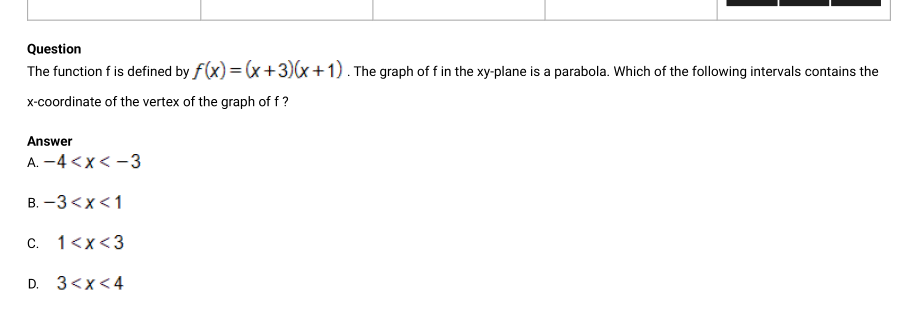 Question
The function f is defined by f(x)=(x+3)(x+1) . The graph of f in the xy-plane is a parabola. Which of the following intervals contains the
x-coordinate of the vertex of the graph of f ?
Answer
A. −4<x<−3
B. −3<x<1
C. 1<x<3
D. 3<x<4